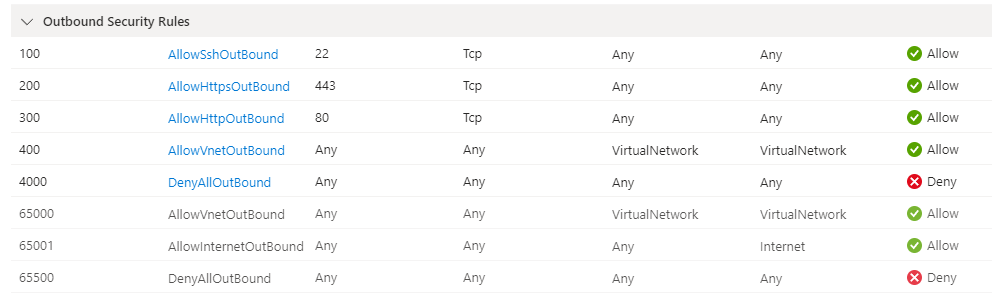 Outbound Security Rules
100 AllowSshOutBound 22 Tcp Any Any Allow
200 AllowHttpsOutBound 443 Tcp Any Any Allow
300 AllowHttpOutBound 80 Tcp Any Any Allow
400 AllowVnetOutBound Any Any VirtualNetwork VirtualNetwork Allow
4000 DenyAllOutBound Any Any Any Any Deny
65000 AllowVnetOutBound Any Any VirtualNetwork VirtualNetwork Allow
65001 AllowInternetOutBound Any Any Any Internet Allow
65500 DenyAllOutBound Any Any Any Any Deny